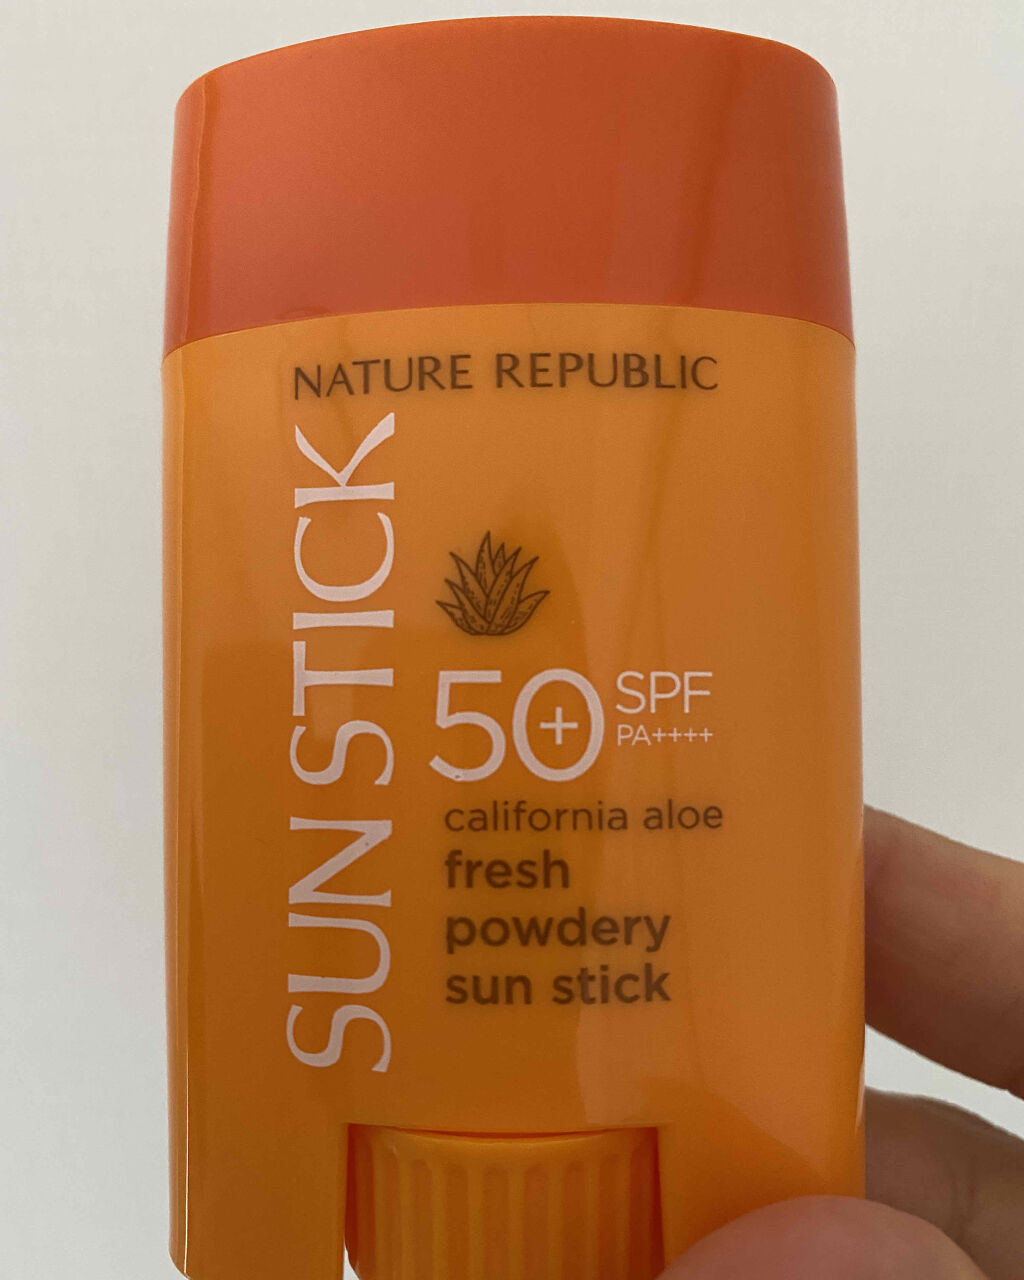 NATURE REPUBLIC
SUN STICK
50+ SPF
PA++++
california aloe
fresh
powdery
sun stick